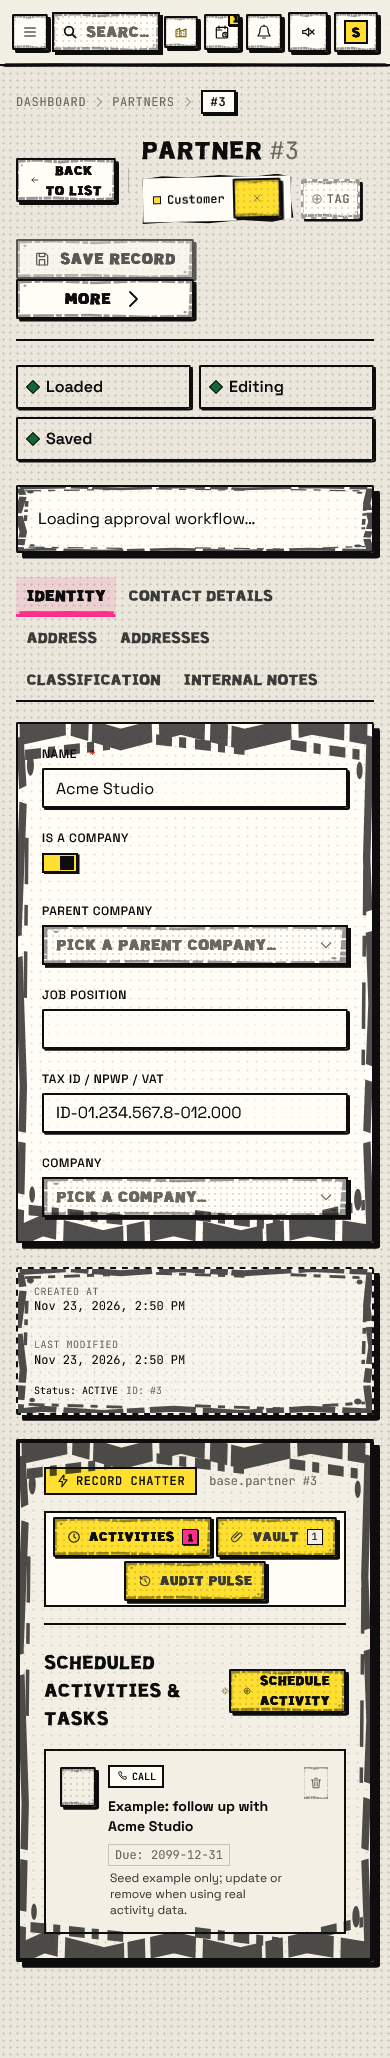 SEARC…
1
S
DASHBOARD > PARTNERS > #3
BACK
TO LIST
PARTNER #3
Customer
TAG
SAVE RECORD
MORE
Loaded
Editing
Saved
Loading approval workflow…
IDENTITY
CONTACT DETAILS
ADDRESS
ADDRESSES
CLASSIFICATION
INTERNAL NOTES
NAME *
Acme Studio
IS A COMPANY
PARENT COMPANY
PICK A PARENT COMPANY…
JOB POSITION
TAX ID / NPWP / VAT
ID-01.234.567.8-012.000
COMPANY
PICK A COMPANY…
CREATED AT
Nov 23, 2026, 2:50 PM
LAST MODIFIED
Nov 23, 2026, 2:50 PM
Status: ACTIVE ID: #3
RECORD CHATTER
base.partner #3
ACTIVITIES 1
VAULT 1
AUDIT PULSE
SCHEDULED
ACTIVITIES &
TASKS
SCHEDULE
ACTIVITY
CALL
Example: follow up with
Acme Studio
Due: 2099-12-31
Seed example only; update or
remove when using real
activity data.